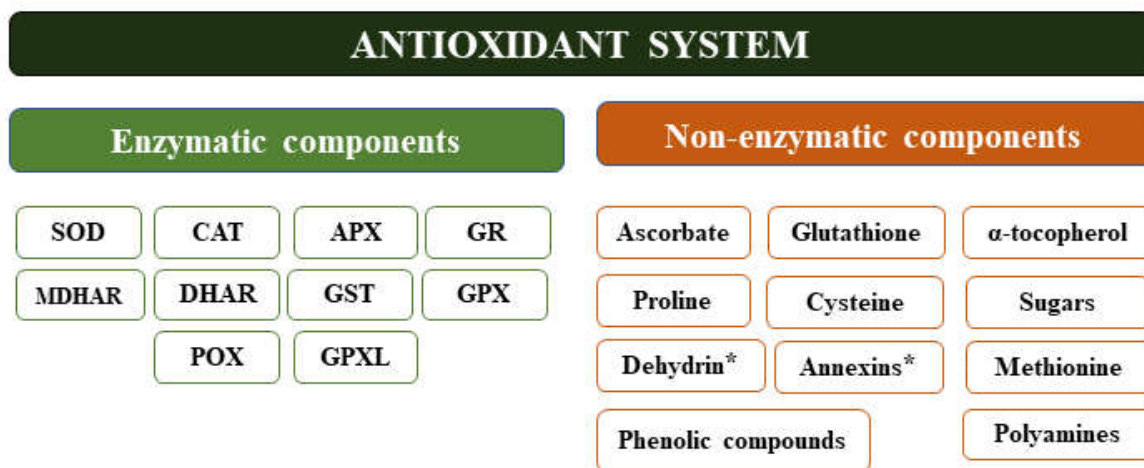 ANTIOXIDANT SYSTEM
Enzymatic components
Non-enzymatic components
SOD CAT APX GR
MDHAR DHAR GST GPX
POX GPXL
Ascorbate Glutathione α-tocopherol
Proline Cysteine Sugars
Dehydrin* Annexins* Methionine
Phenolic compounds Polyamines